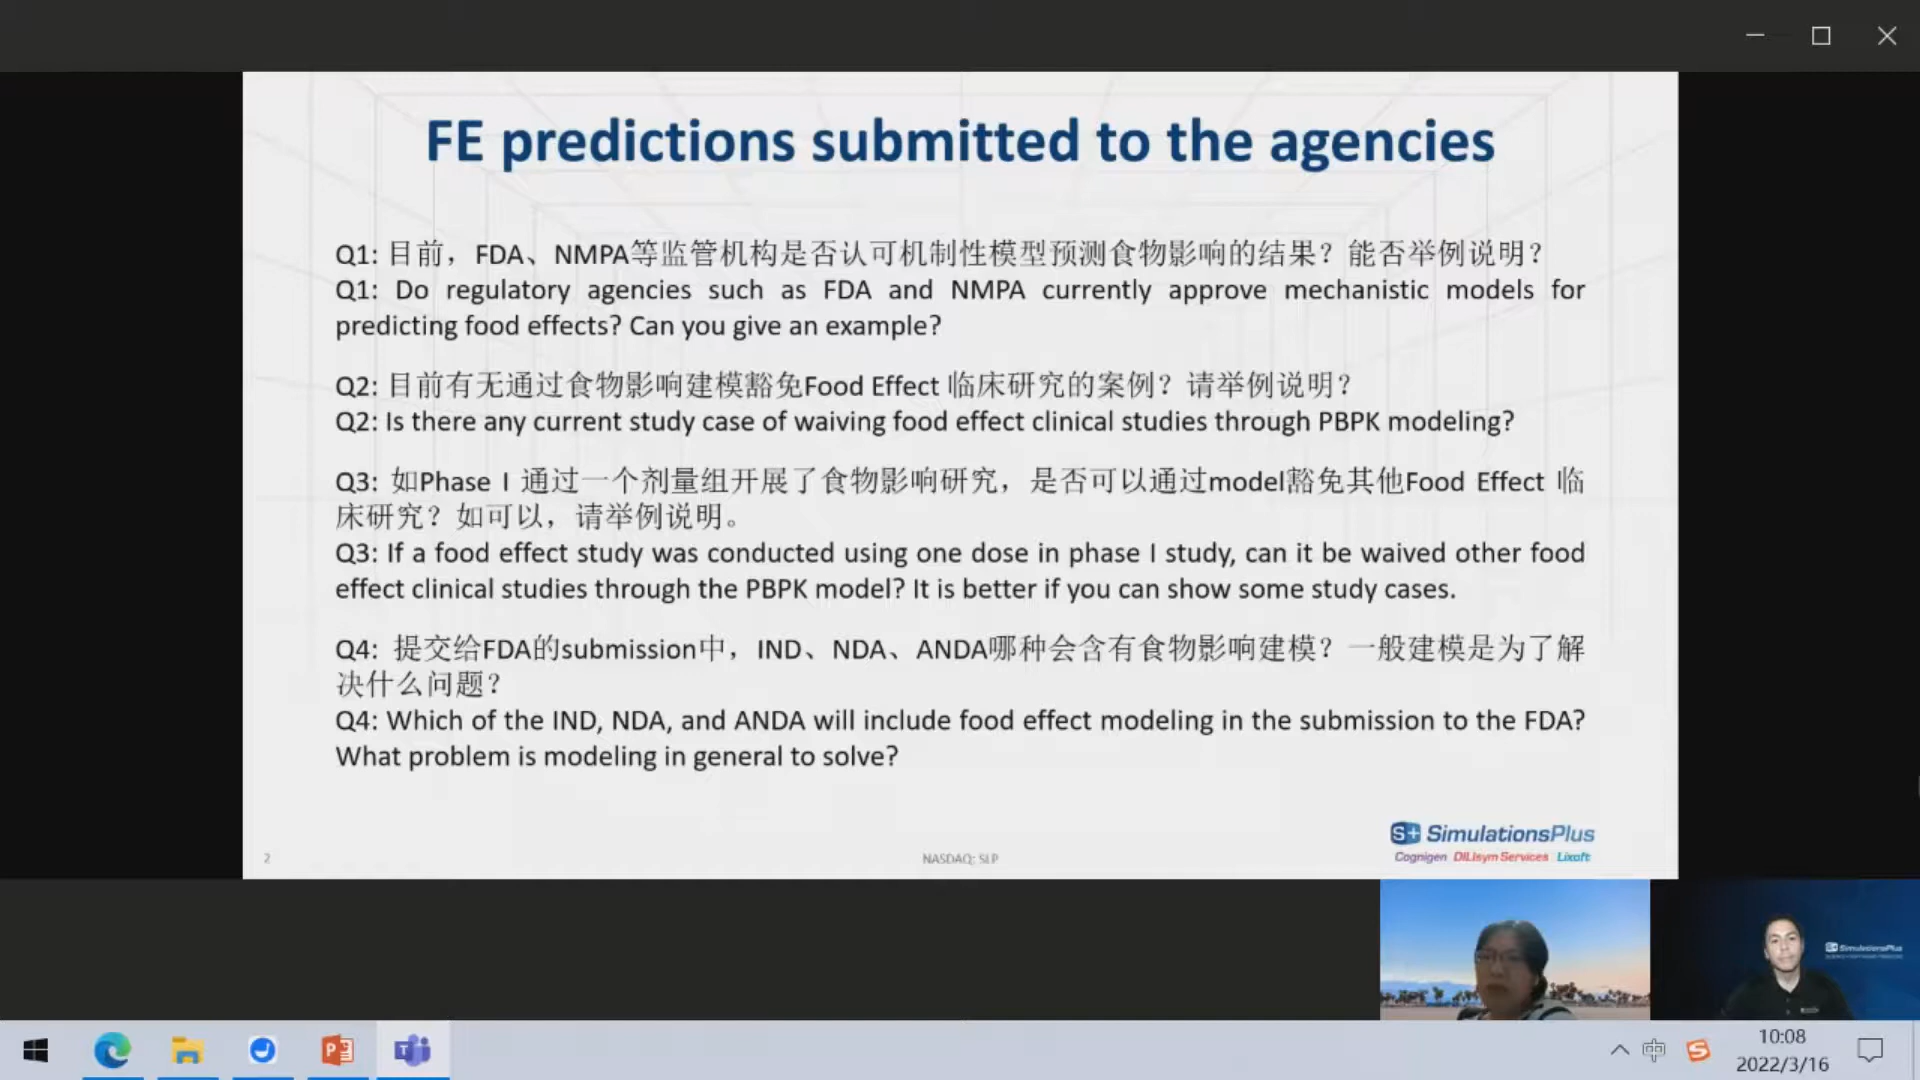 FE predictions submitted to the agencies
Q1: 目前，FDA、NMPA等监管机构是否认可机制性模型预测食物影响的结果？能否举例说明？
Q1: Do regulatory agencies such as FDA and NMPA currently approve mechanistic models for
predicting food effects? Can you give an example?
Q2: 目前有无通过食物影响建模豁免Food Effect 临床研究的案例？请举例说明？
Q2: Is there any current study case of waiving food effect clinical studies through PBPK modeling?
Q3: 如Phase I 通过一个剂量组开展了食物影响研究，是否可以通过model豁免其他Food Effect 临
床研究？如可以，请举例说明。
Q3: If a food effect study was conducted using one dose in phase I study, can it be waived other food
effect clinical studies through the PBPK model? It is better if you can show some study cases.
Q4: 提交给FDA的submission中，IND、NDA、ANDA哪种会含有食物影响建模？一般建模是为了解
决什么问题？
Q4: Which of the IND, NDA, and ANDA will include food effect modeling in the submission to the FDA?
What problem is modeling in general to solve?
S+ SimulationsPlus
Cognigen DILIsym Services Lixoft
2
NASDAQ: SLP
S+ SimulationsPlus
中
10:08
2022/3/16